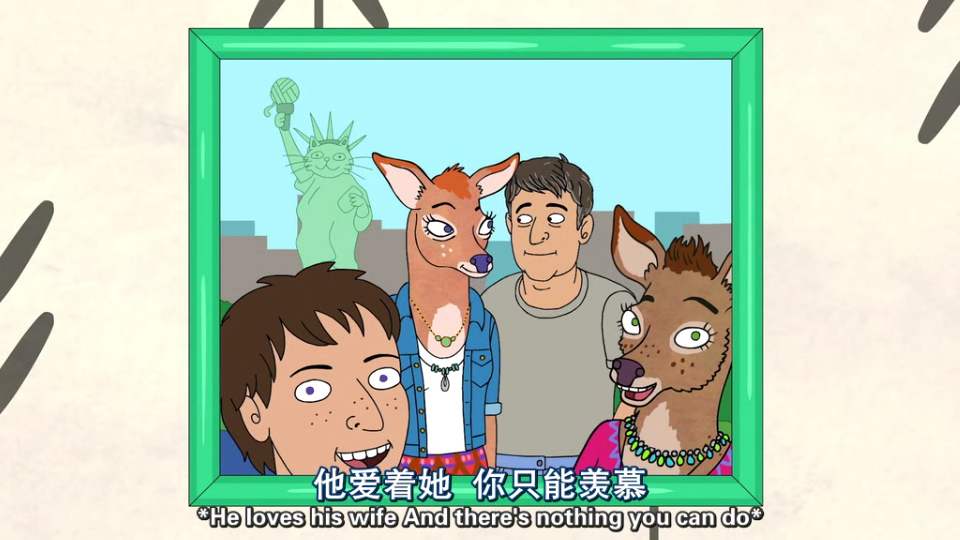 他爱着她 你只能羡慕
*He loves his wife And there's nothing you can do*